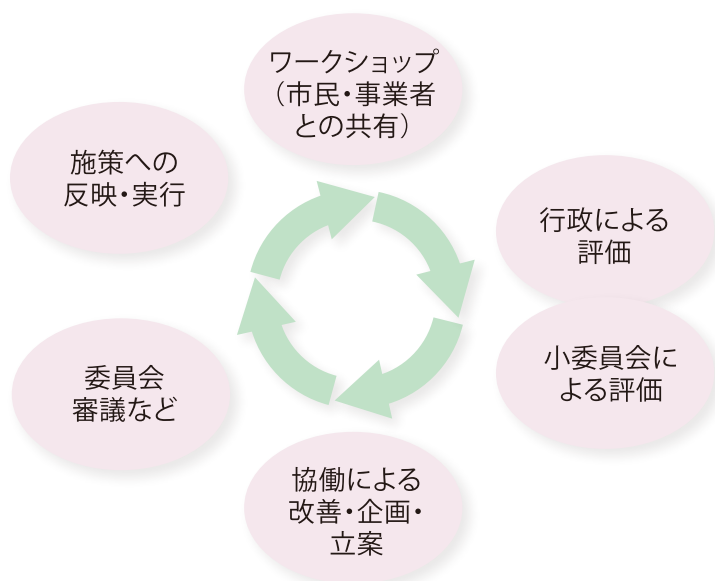 ワークショップ
（市民・事業者
との共有）
行政による
評価
小委員会に
よる評価
協働による
改善・企画・
立案
委員会
審議など
施策への
反映・実行